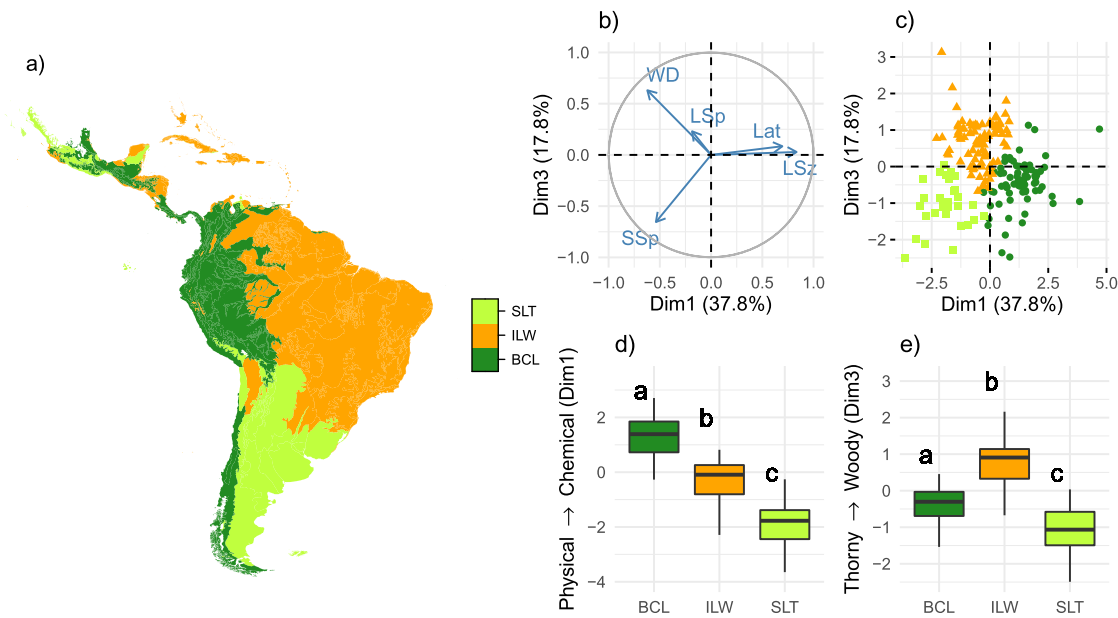 a)
SLT
ILW
BCL
b)
Dim3 (17.8%)
1.0
0.5
0.0
−0.5
−1.0
WD
LSp
Lat
LSz
SSp
−1.0 −0.5 0.0 0.5 1.0
Dim1 (37.8%)
c)
Dim3 (17.8%)
3
2
1
0
−1
−2
−2.5 0.0 2.5 5.0
Dim1 (37.8%)
d)
Physical → Chemical (Dim1)
2
0
−2
−4
a
b
c
BCL ILW SLT
e)
Thorny → Woody (Dim3)
3
2
1
0
−1
−2
a
b
c
BCL ILW SLT